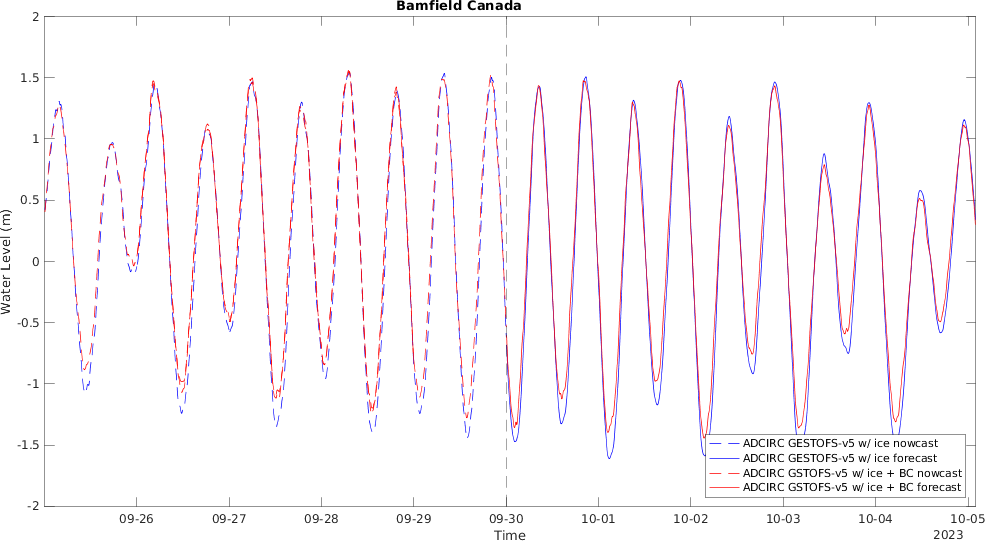 Bamfield Canada
2
1.5
1
0.5
0
-0.5
-1
-1.5
-2
Water Level (m)
09-26
09-27
09-28
09-29
09-30
10-01
10-02
10-03
10-04
10-05
Time
2023
ADCIRC GESTOFS-v5 w/ ice nowcast
ADCIRC GESTOFS-v5 w/ ice forecast
ADCIRC GSTOFS-v5 w/ ice + BC nowcast
ADCIRC GSTOFS-v5 w/ ice + BC forecast